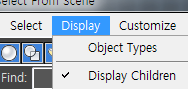 Select From Scene
Select Display Customize
Object Types
Find:
✓ Display Children